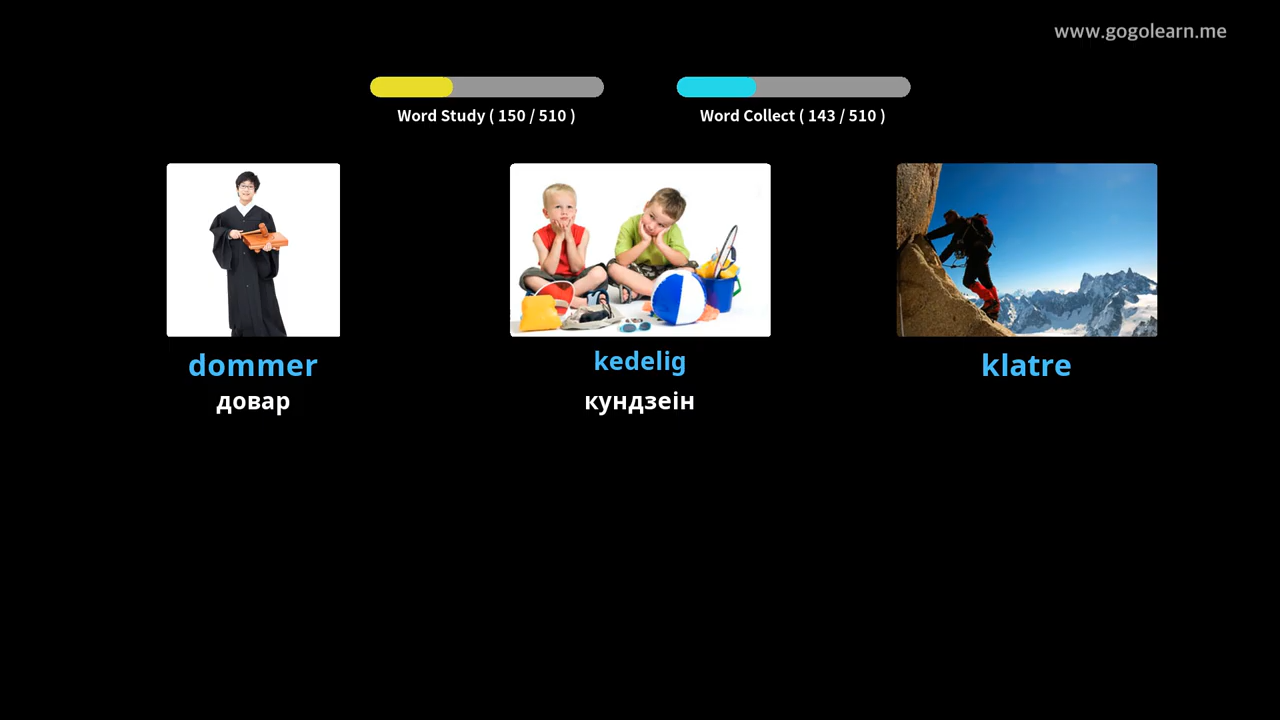 www.gogolearn.me
Word Study ( 150 / 510 )
Word Collect ( 143 / 510 )
dommer
kedelig
klatre
довар
кундзеін